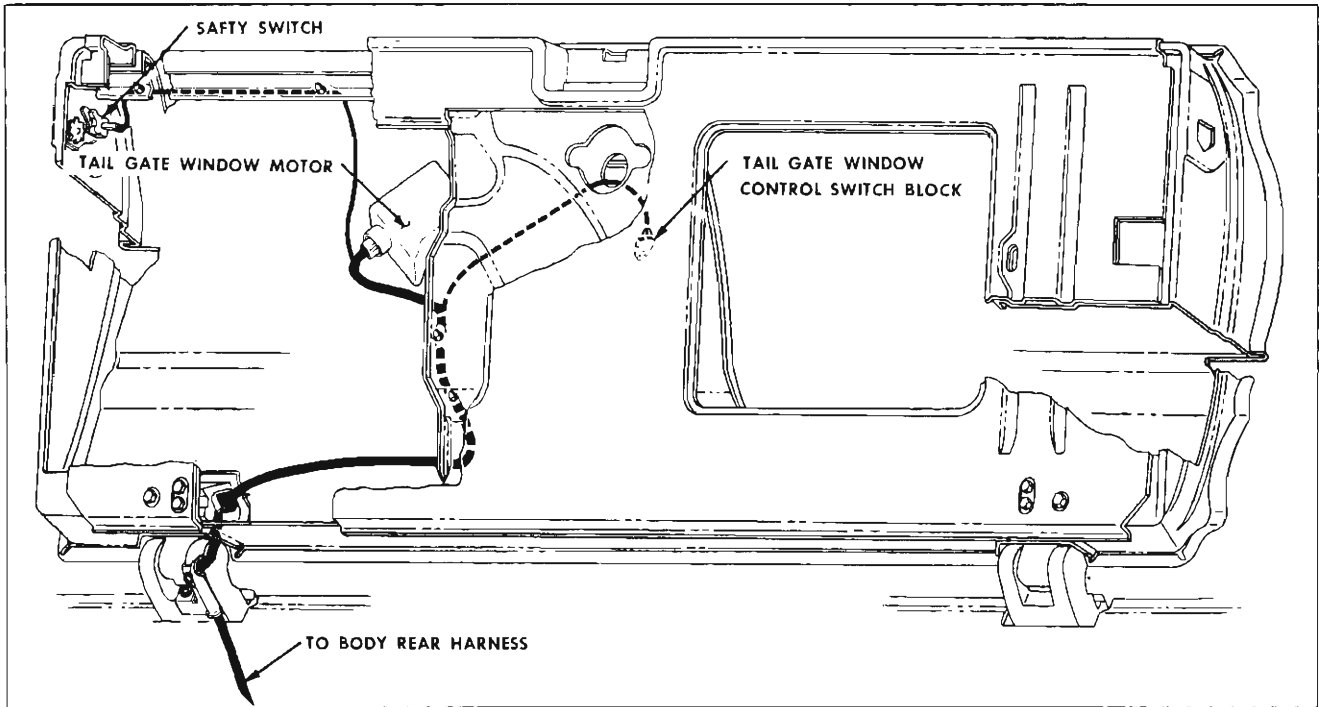 SAFTY SWITCH
TAIL GATE WINDOW MOTOR
TAIL GATE WINDOW
CONTROL SWITCH BLOCK
TO BODY REAR HARNESS